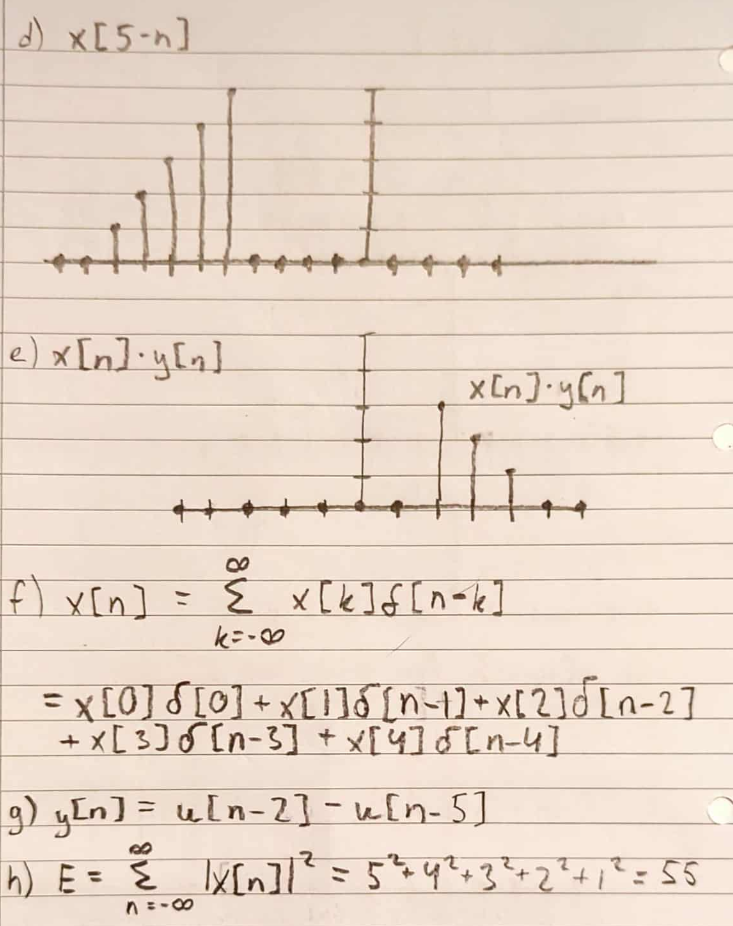 d) x[5-n]
e) x[n]·y[n]
x[n]·y[n]
f) x[n] = ∞ Σ k=-∞ x[k]δ[n-k]
= x[0]δ[0]+x[1]δ[n-1]+x[2]δ[n-2]
+x[3]δ[n-3] +x[4]δ[n-4]
g) y[n] = u[n-2] - u[n-5]
h) E = ∞ Σ n=-∞ |x[n]|² = 5²+4²+3²+2²+1² = 55